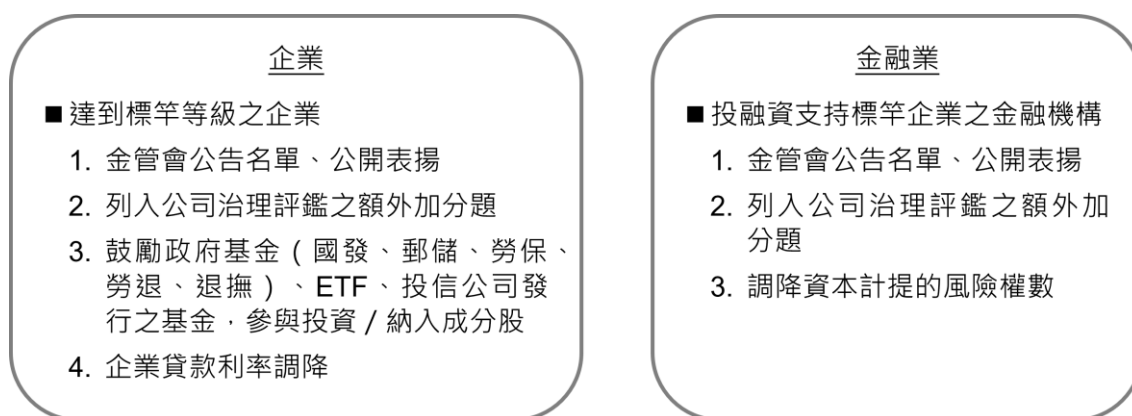 企業
■ 達到標竿等級之企業
1. 金管會公告名單、公開表揚
2. 列入公司治理評鑑之額外加分題
3. 鼓勵政府基金(國發、郵儲、勞保、
勞退、退撫)、ETF、投信公司發
行之基金，參與投資/納入成分股
4. 企業貸款利率調降
金融業
■ 投融資支持標竿企業之金融機構
1. 金管會公告名單、公開表揚
2. 列入公司治理評鑑之額外加
分題
3. 調降資本計提的風險權數